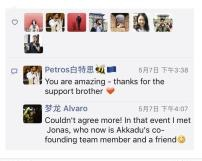 Petros白特思
5月7日 下午3:38
You are amazing - thanks for the
support brother
梦龙 Alvaro
5月7日 下午4:07
Couldn't agree more! In that event I met
Jonas, who now is Akkadu's co-
founding team member and a friend